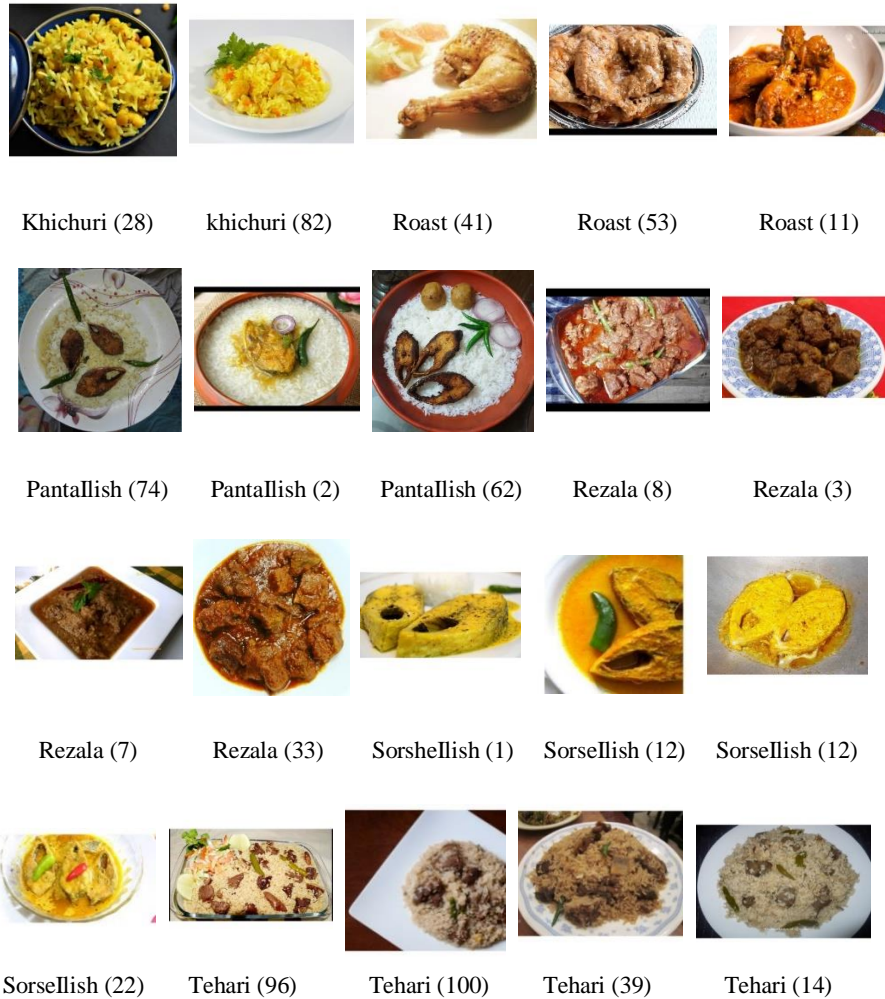 Khichuri (28) khichuri (82) Roast (41) Roast (53) Roast (11)
PantaIlish (74) PantaIlish (2) PantaIlish (62) Rezala (8) Rezala (3)
Rezala (7) Rezala (33) SorsheIlish (1) SorseIlish (12) SorseIlish (12)
SorseIlish (22) Tehari (96) Tehari (100) Tehari (39) Tehari (14)